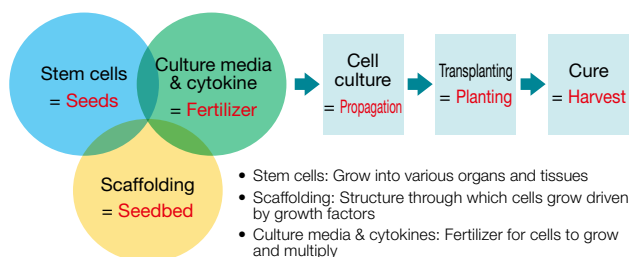 Stem cells
= Seeds
Culture media
& cytokine
= Fertilizer
Scaffolding
= Seedbed
Cell
culture
= Propagation
Transplanting
= Planting
Cure
= Harvest
• Stem cells: Grow into various organs and tissues
• Scaffolding: Structure through which cells grow driven
by growth factors
• Culture media & cytokines: Fertilizer for cells to grow
and multiply